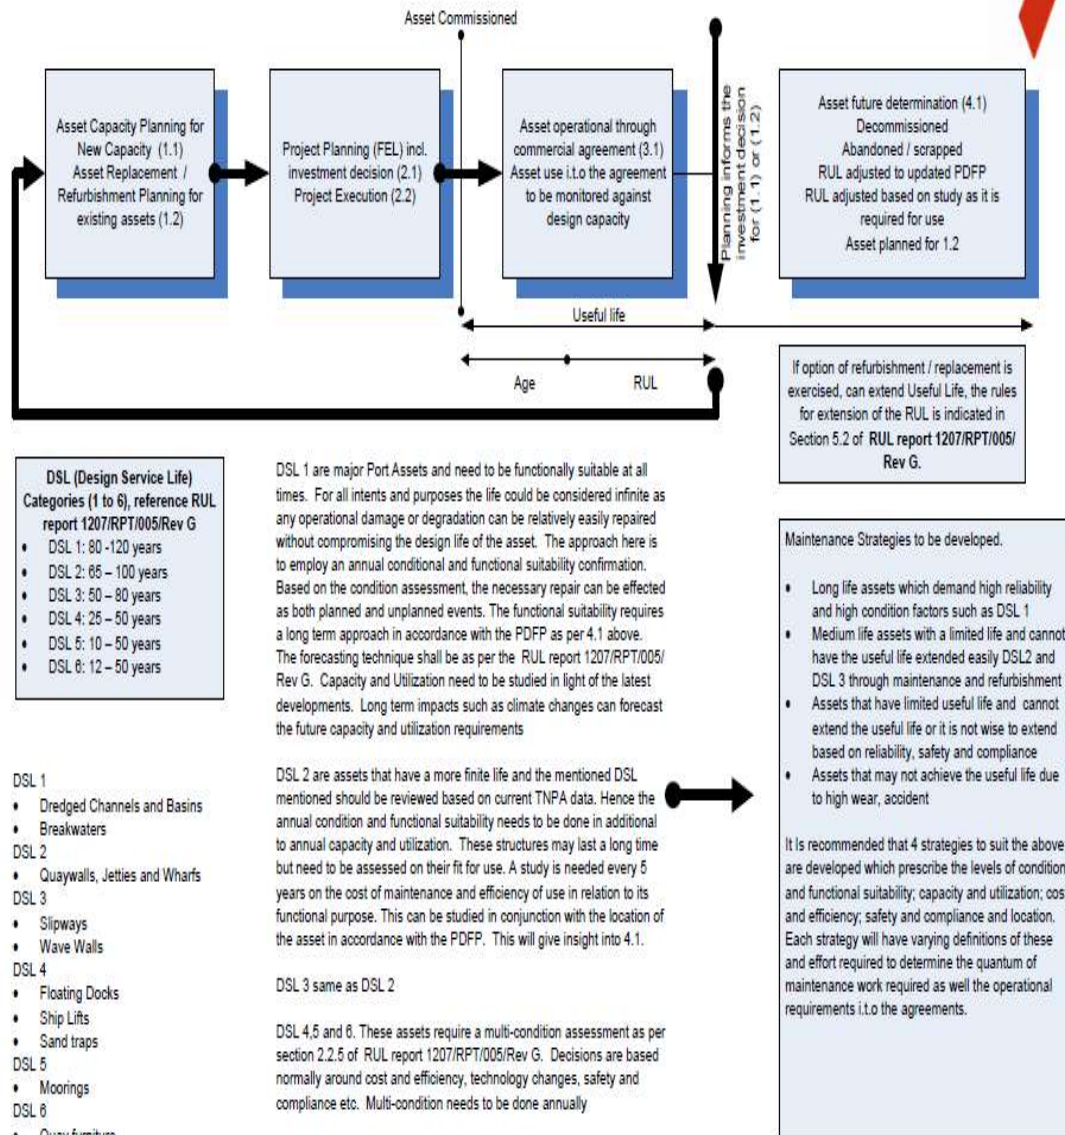 Asset Commissioned
Asset Capacity Planning for
New Capacity (1.1)
Asset Replacement /
Refurbishment Planning for
existing assets (1.2)
Project Planning (FEL) incl.
investment decision (2.1)
Project Execution (2.2)
Asset operational through
commercial agreement (3.1)
Asset use i.t.o the agreement
to be monitored against
design capacity
Planning informs the
investment decision
for (1.1) or (1.2)
Asset future determination (4.1)
Decommissioned
Abandoned / scrapped
RUL adjusted to updated PDFP
RUL adjusted based on study as it is
required for use
Asset planned for 1.2
Useful life
Age
RUL
If option of refurbishment / replacement is
exercised, can extend Useful Life, the rules
for extension of the RUL is indicated in
Section 5.2 of RUL report 1207/RPT/005/
Rev G.
DSL (Design Service Life)
Categories (1 to 6), reference RUL
report 1207/RPT/005/Rev G
• DSL 1: 80 -120 years
• DSL 2: 65 – 100 years
• DSL 3: 50 – 80 years
• DSL 4: 25 – 50 years
• DSL 5: 10 – 50 years
• DSL 6: 12 – 50 years
DSL 1
• Dredged Channels and Basins
• Breakwaters
DSL 2
• Quaywalls, Jetties and Wharfs
DSL 3
• Slipways
• Wave Walls
DSL 4
• Floating Docks
• Ship Lifts
• Sand traps
DSL 5
• Moorings
DSL 6
• Quay furniture
DSL 1 are major Port Assets and need to be functionally suitable at all
times. For all intents and purposes the life could be considered infinite as
any operational damage or degradation can be relatively easily repaired
without compromising the design life of the asset. The approach here is
to employ an annual conditional and functional suitability confirmation.
Based on the condition assessment, the necessary repair can be effected
as both planned and unplanned events. The functional suitability requires
a long term approach in accordance with the PDFP as per 4.1 above.
The forecasting technique shall be as per the RUL report 1207/RPT/005/
Rev G. Capacity and Utilization need to be studied in light of the latest
developments. Long term impacts such as climate changes can forecast
the future capacity and utilization requirements
DSL 2 are assets that have a more finite life and the mentioned DSL
mentioned should be reviewed based on current TNPA data. Hence the
annual condition and functional suitability needs to be done in additional
to annual capacity and utilization. These structures may last a long time
but need to be assessed on their fit for use. A study is needed every 5
years on the cost of maintenance and efficiency of use in relation to its
functional purpose. This can be studied in conjunction with the location of
the asset in accordance with the PDFP. This will give insight into 4.1.
DSL 3 same as DSL 2
DSL 4,5 and 6. These assets require a multi-condition assessment as per
section 2.2.5 of RUL report 1207/RPT/005/Rev G. Decisions are based
normally around cost and efficiency, technology changes, safety and
compliance etc. Multi-condition needs to be done annually
Maintenance Strategies to be developed.
• Long life assets which demand high reliability
and high condition factors such as DSL 1
• Medium life assets with a limited life and cannot
have the useful life extended easily DSL2 and
DSL 3 through maintenance and refurbishment
• Assets that have limited useful life and cannot
extend the useful life or it is not wise to extend
based on reliability, safety and compliance
• Assets that may not achieve the useful life due
to high wear, accident
It Is recommended that 4 strategies to suit the above
are developed which prescribe the levels of condition
and functional suitability; capacity and utilization; cos
and efficiency; safety and compliance and location.
Each strategy will have varying definitions of these
and effort required to determine the quantum of
maintenance work required as well the operational
requirements i.t.o the agreements.